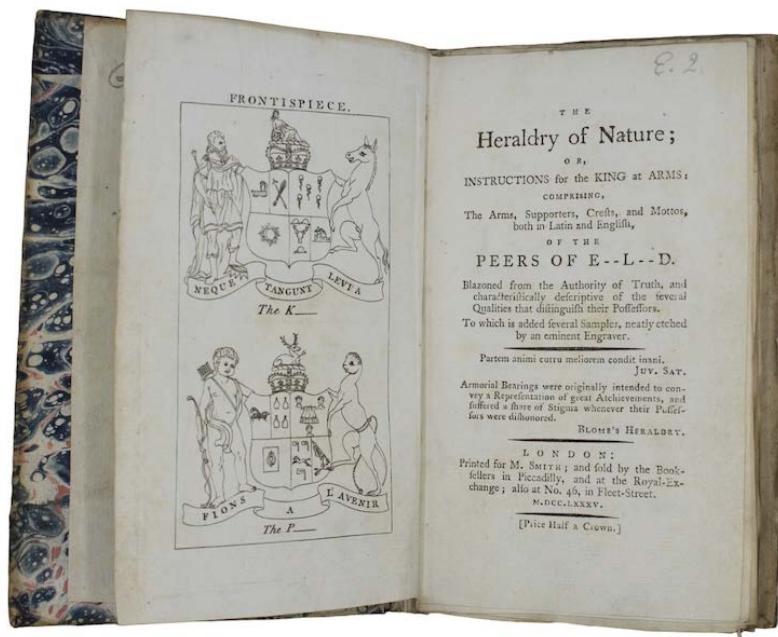 FRONTISPIECE.
NEQUE TANGUNT LEVIA
The K
FIONS A L'AVENIR
The P
E. 2.
THE
Heraldry of Nature;
OR,
INSTRUCTIONS for the KING at ARMS:
COMPRISING,
The Arms, Supporters, Creſts, and Mottos,
both in Latin and Engliſh,
OF THE
PEERS OF E--L--D.
Blazoned from the Authority of Truth, and
characteriſtically deſcriptive of the ſeveral
Qualities that diſtinguiſh their Poſſeſſors.
To which is added ſeveral Samples, neatly etched
by an eminent Engraver.
Partem animi curru meliorem condit inani.
JUV. SAT.
Armorial Bearings were originally intended to con-
vey a Repreſentation of great Atchievements, and
ſuffered a ſhare of Stigma whenever their Poſſeſ-
ſors were diſhonored.
BLOME'S HERALDRY.
LONDON:
Printed for M. SMITH; and ſold by the Book-
ſellers in Piccadilly, and at the Royal-Ex-
change; alſo at No. 46, in Fleet-Street.
M.DCC.LXXXV.
[Price Half a Crown.]